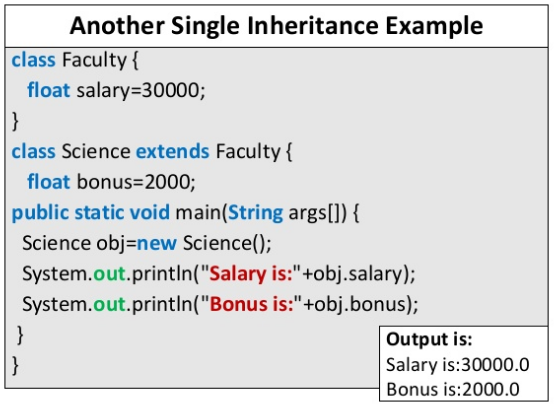 Another Single Inheritance Example
class Faculty {
float salary=30000;
}
class Science extends Faculty {
float bonus=2000;
public static void main(String args[]) {
Science obj=new Science();
System.out.println("Salary is:"+obj.salary);
System.out.println("Bonus is:"+obj.bonus);
}
}
Output is:
Salary is:30000.0
Bonus is:2000.0